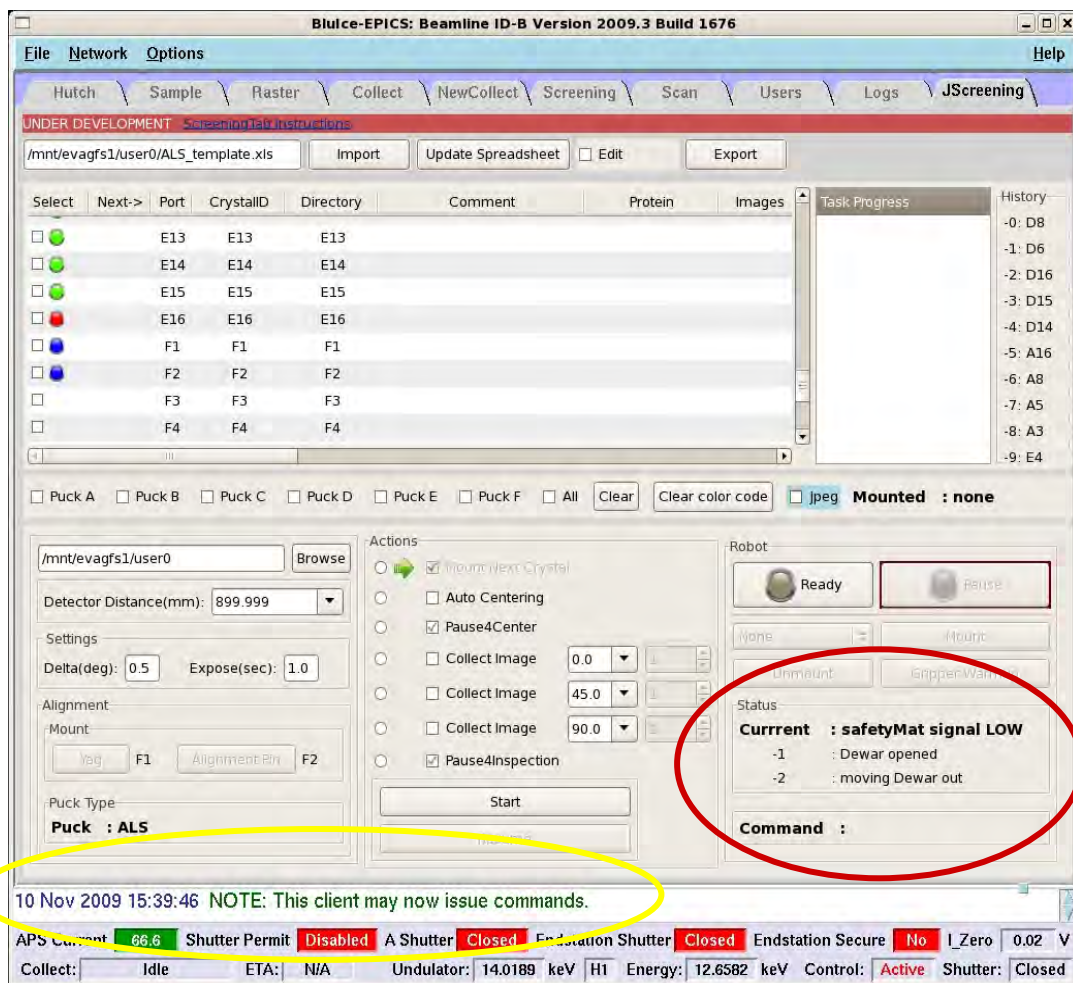 BluIce-EPICS: Beamline ID-B Version 2009.3 Build 1676
File Network Options Help
Hutch Sample Raster Collect NewCollect Screening Scan Users Logs JScreening
UNDER DEVELOPMENT ScreeningTab Instructions
/mnt/evagfs1/user0/ALS_template.xls Import Update Spreadsheet Edit Export
Select Next-> Port CrystalID Directory Comment Protein Images
E13 E13 E13
E14 E14 E14
E15 E15 E15
E16 E16 E16
F1 F1 F1
F2 F2 F2
F3 F3 F3
F4 F4 F4
Task Progress
History
-0: D8
-1: D6
-2: D16
-3: D15
-4: D14
-5: A16
-6: A8
-7: A5
-8: A3
-9: E4
Puck A Puck B Puck C Puck D Puck E Puck F All Clear Clear color code Jpeg Mounted : none
/mnt/evagfs1/user0 Browse
Detector Distance(mm): 899.999
Settings
Delta(deg): 0.5 Expose(sec): 1.0
Alignment
Mount
Yag F1 Alignment Pin F2
Puck Type
Puck : ALS
Actions
Mount Next Crystal
Auto Centering
Pause4Center
Collect Image 0.0
Collect Image 45.0
Collect Image 90.0
Pause4Inspection
Start
Robot
Ready Pause
None Mount
Unmount
Status
Currrent : safetyMat signal LOW
-1 : Dewar opened
-2 : moving Dewar out
Command :
10 Nov 2009 15:39:46 NOTE: This client may now issue commands.
APS Current 66.6 Shutter Permit Disabled A Shutter Closed Endstation Shutter Closed Endstation Secure No I_Zero 0.02 V
Collect: Idle ETA: N/A Undulator: 14.0189 keV H1 Energy: 12.6582 keV Control: Active Shutter: Closed